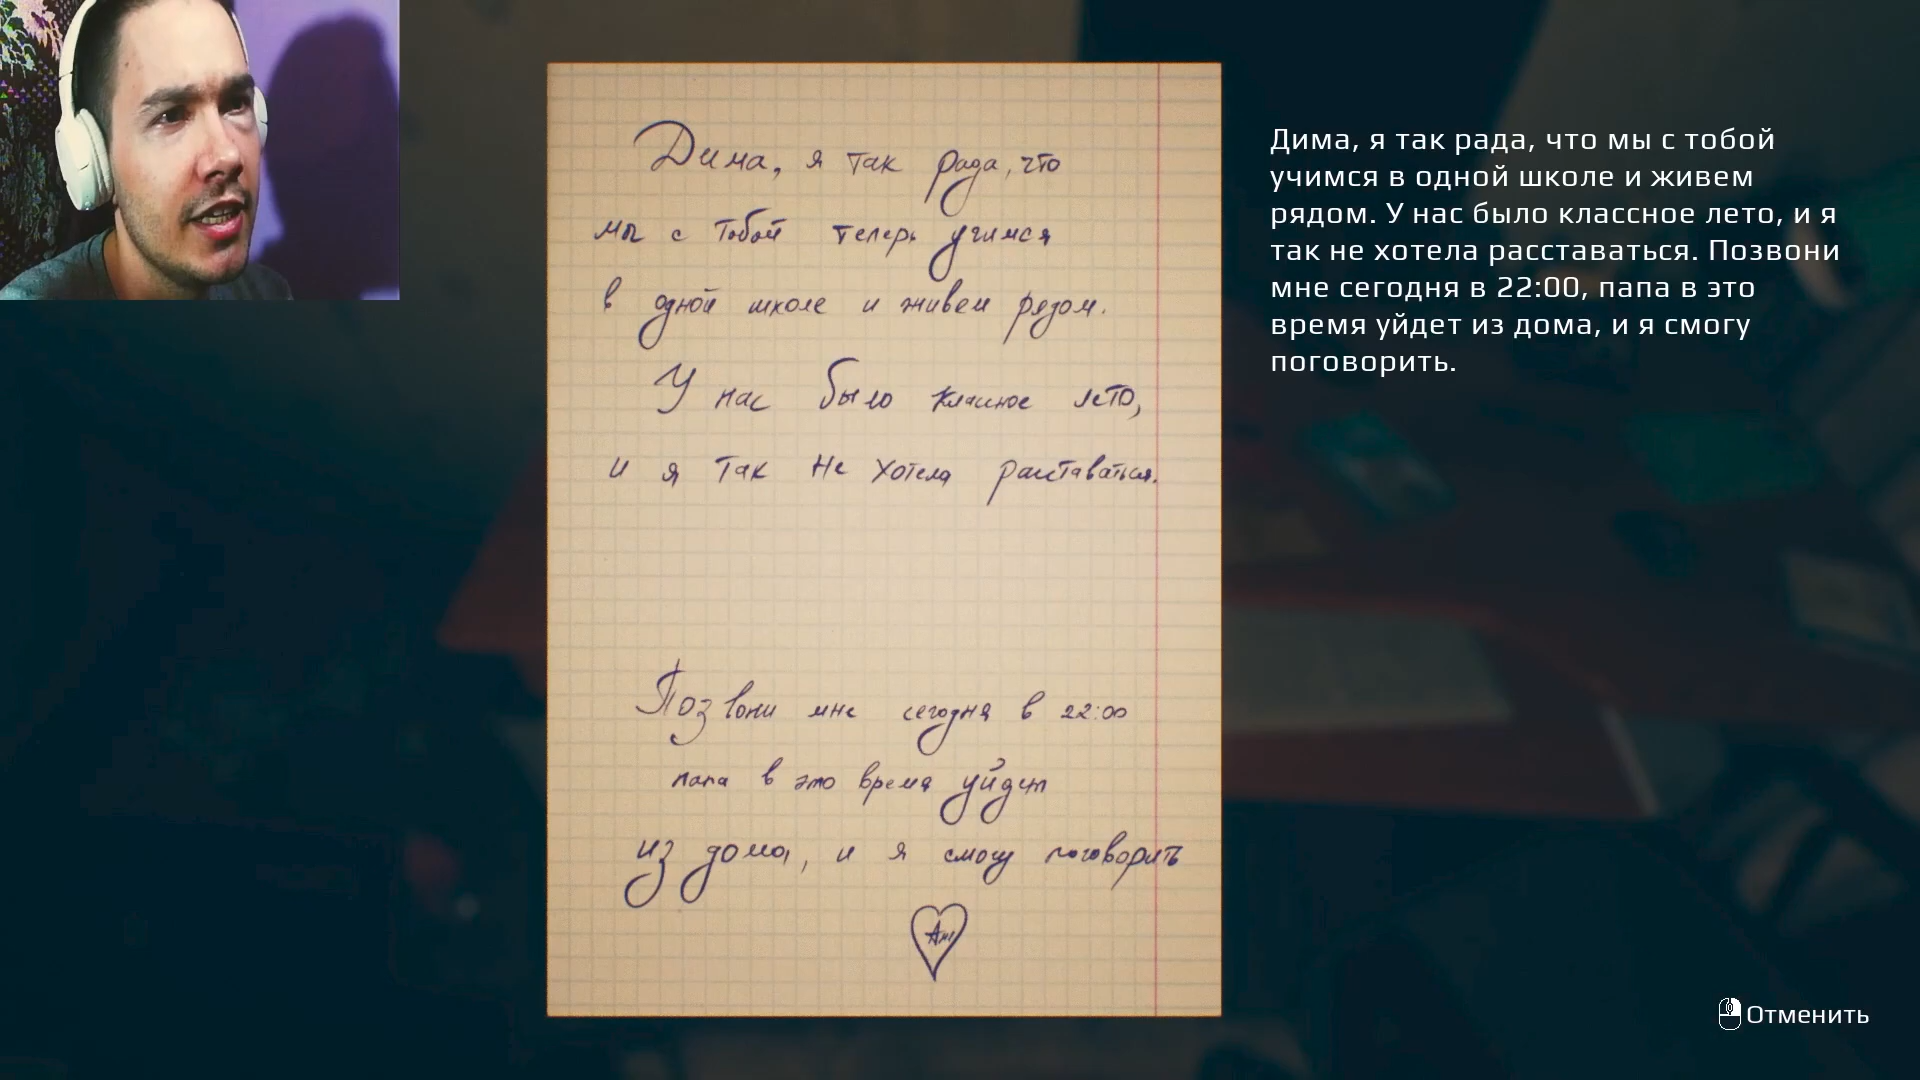 Дима, я так рада, что
мы с тобой теперь учимся
в одной школе и живем рядом.
У нас было классное лето,
и я так не хотела расставаться.
Позвони мне сегодня в 22:00
папа в это время уйдет
из дома, и я смогу поговорить
Дима, я так рада, что мы с тобой
учимся в одной школе и живем
рядом. У нас было классное лето, и я
так не хотела расставаться. Позвони
мне сегодня в 22:00, папа в это
время уйдет из дома, и я смогу
поговорить.
Отменить